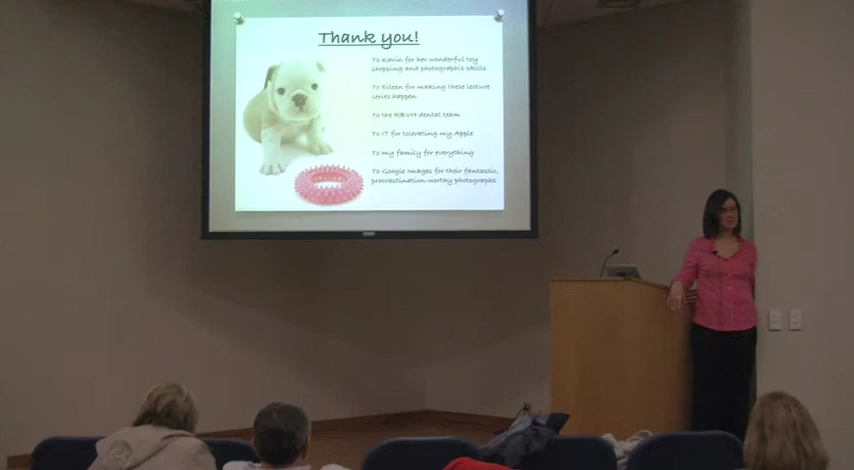 Thank you!
To Karin for her wonderful toy
shopping and photographic skills
To Eileen for making these lecture
series happen
To the K&VH dental team
To IT for tolerating my Apple
To my family for everything
To Google Images for their fantastic,
procrastination-worthy photographs